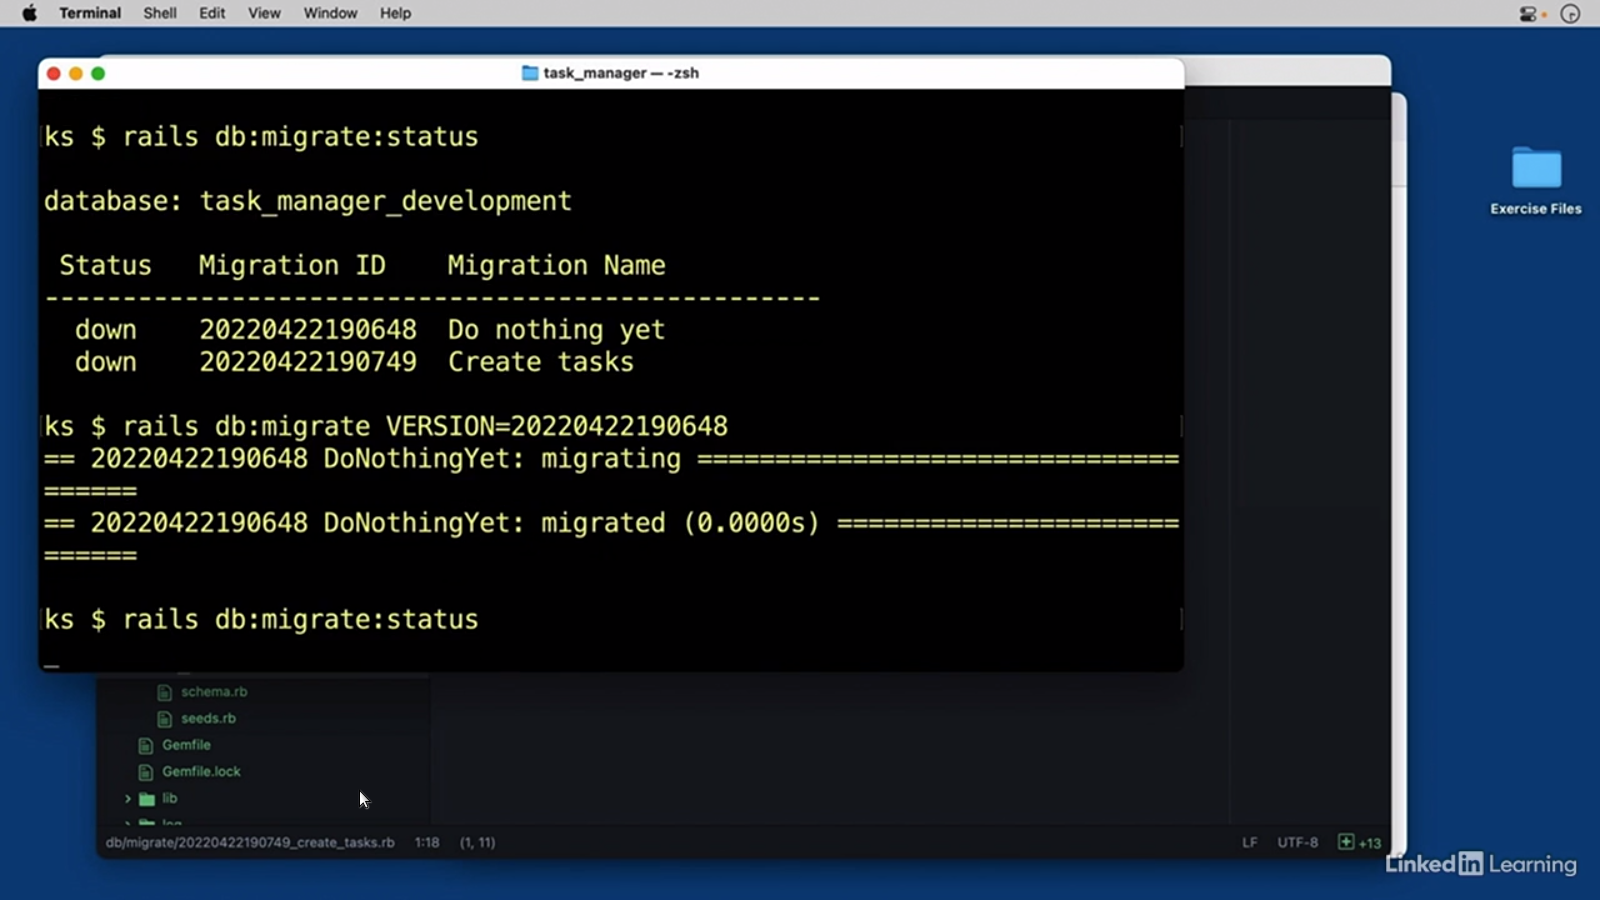 Terminal Shell Edit View Window Help
task_manager — -zsh
ks $ rails db:migrate:status
database: task_manager_development
Status Migration ID Migration Name
--------------------------------------------------
down 20220422190648 Do nothing yet
down 20220422190749 Create tasks
ks $ rails db:migrate VERSION=20220422190648
== 20220422190648 DoNothingYet: migrating ===============================
======
== 20220422190648 DoNothingYet: migrated (0.0000s) ======================
======
ks $ rails db:migrate:status
Exercise Files
schema.rb
seeds.rb
Gemfile
Gemfile.lock
lib
log
db/migrate/20220422190749_create_tasks.rb 1:18 (1, 11) LF UTF-8 +13
LinkedIn Learning